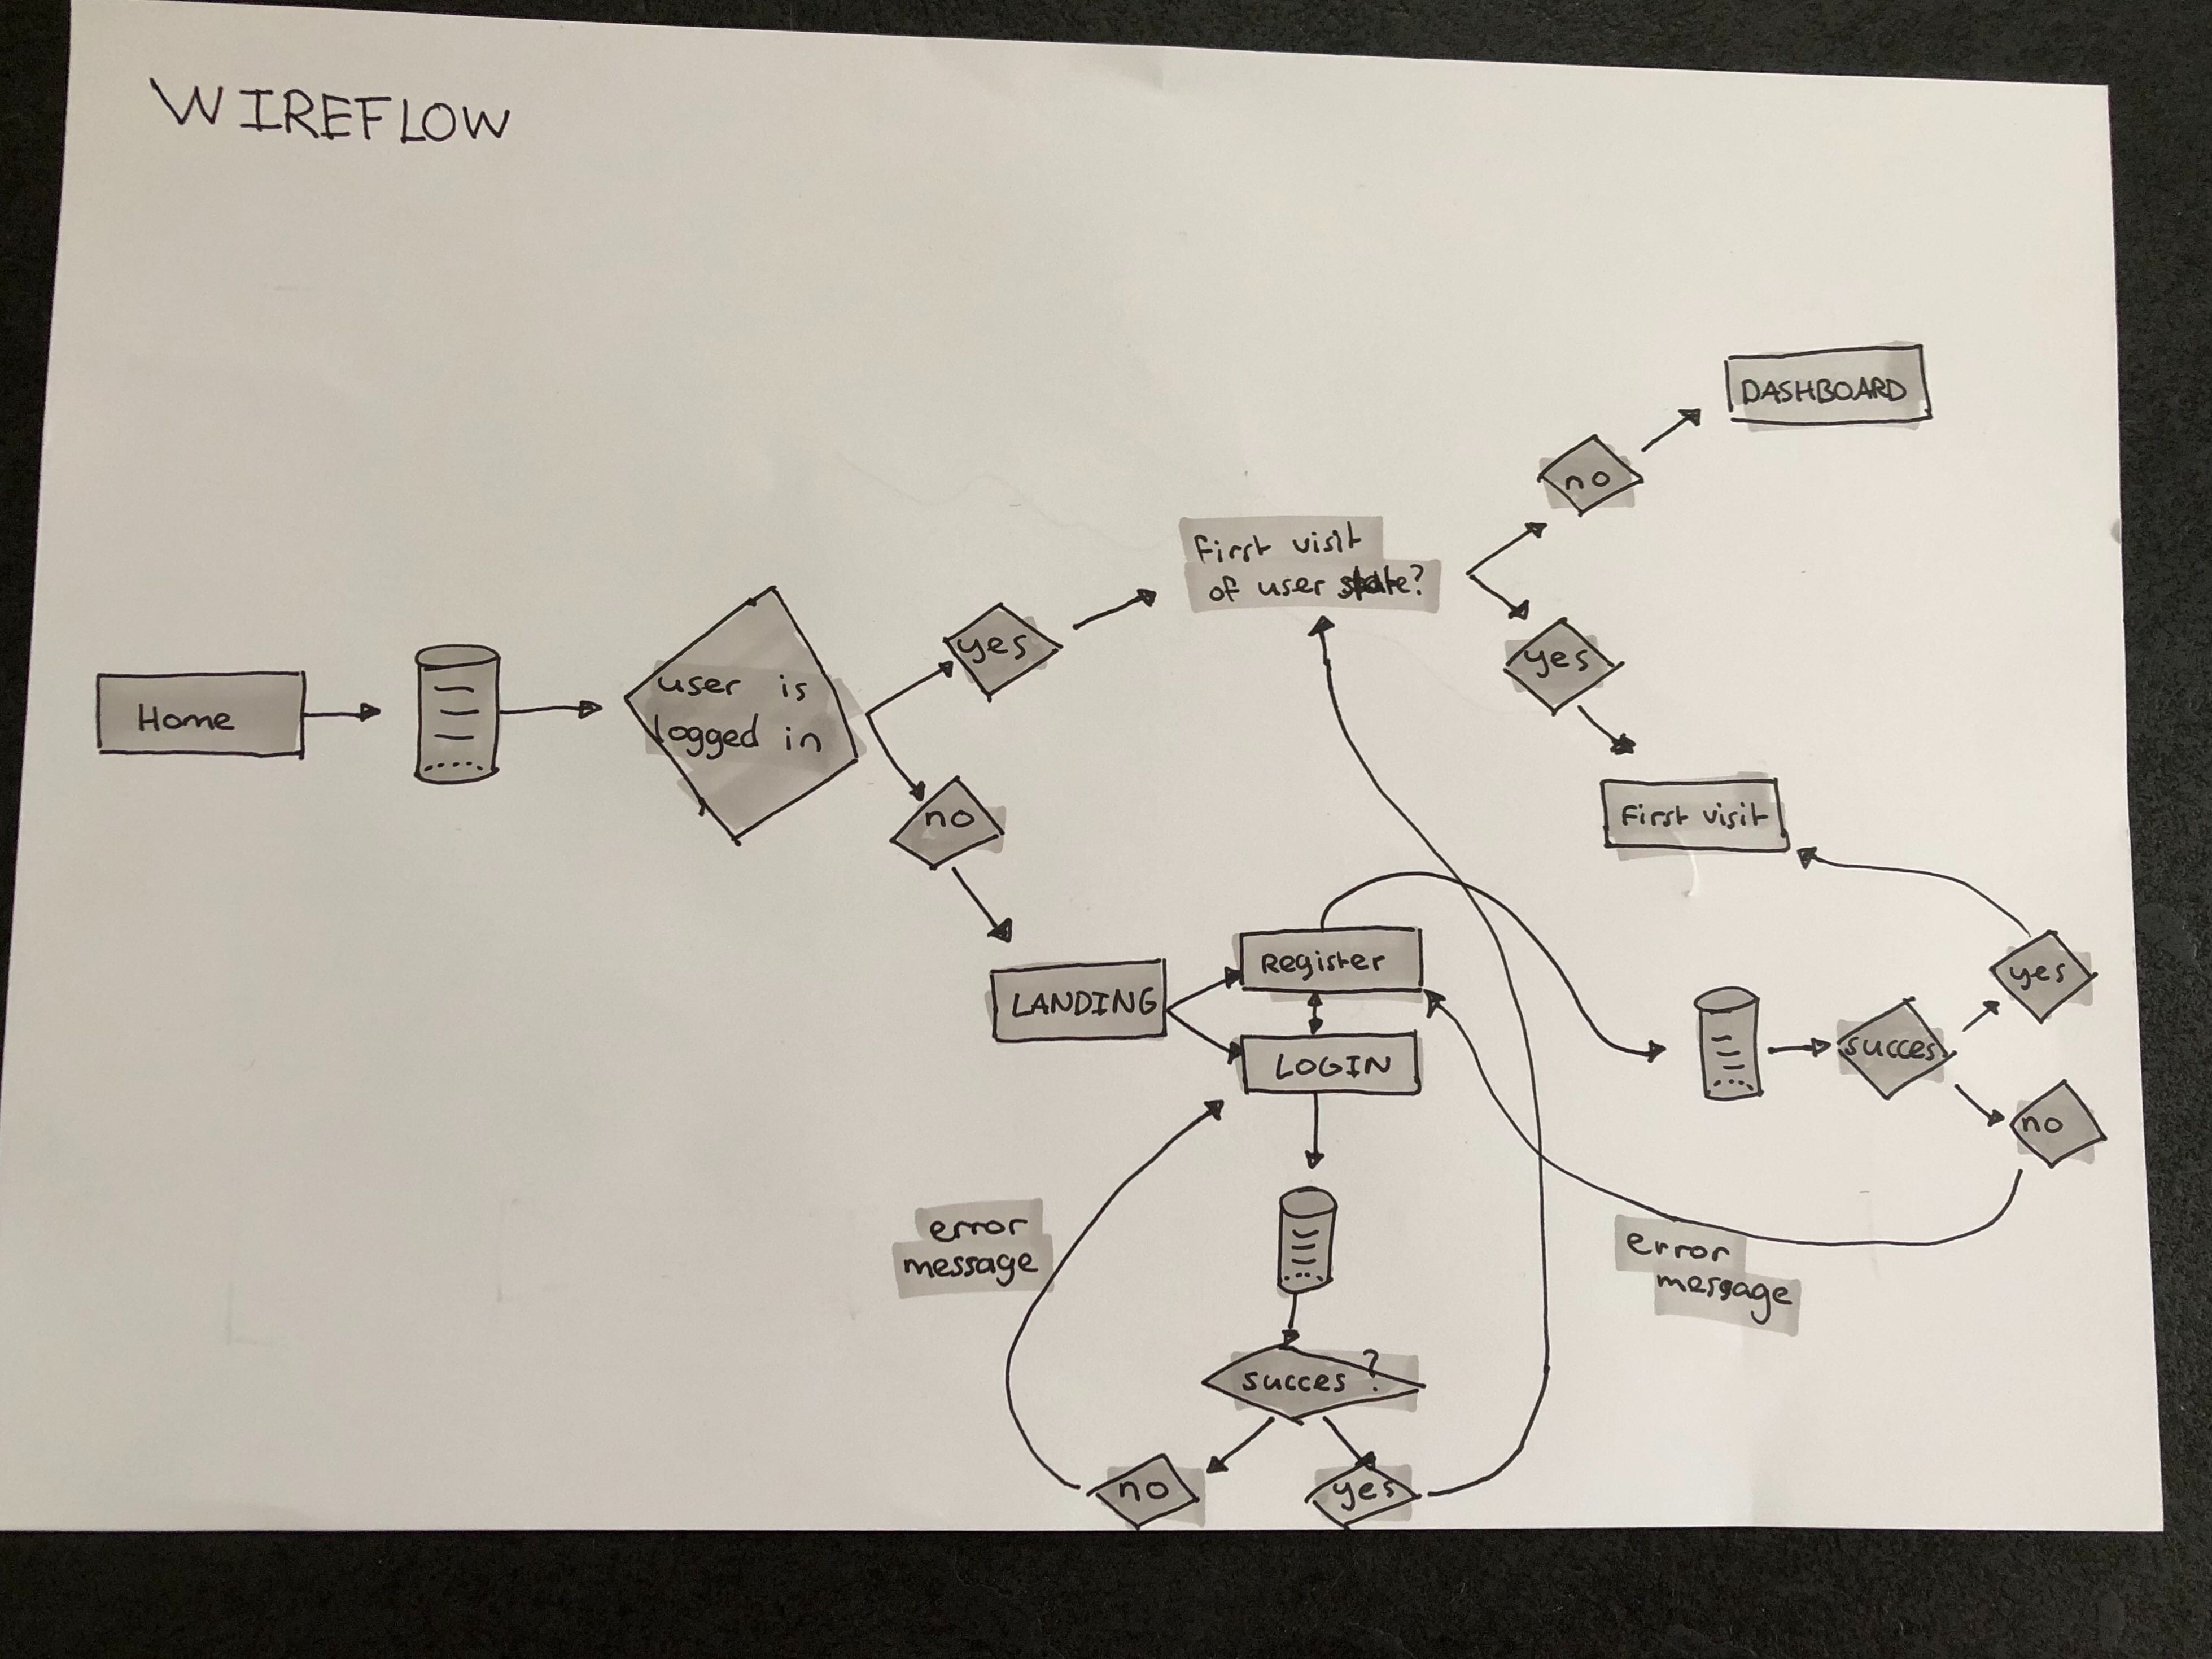 WIREFLOW
Home
user is
logged in
yes
no
First visit
of user state?
no
DASHBOARD
yes
First visit
LANDING
Register
LOGIN
succes
yes
no
error
message
error
message
succes ?
no
yes